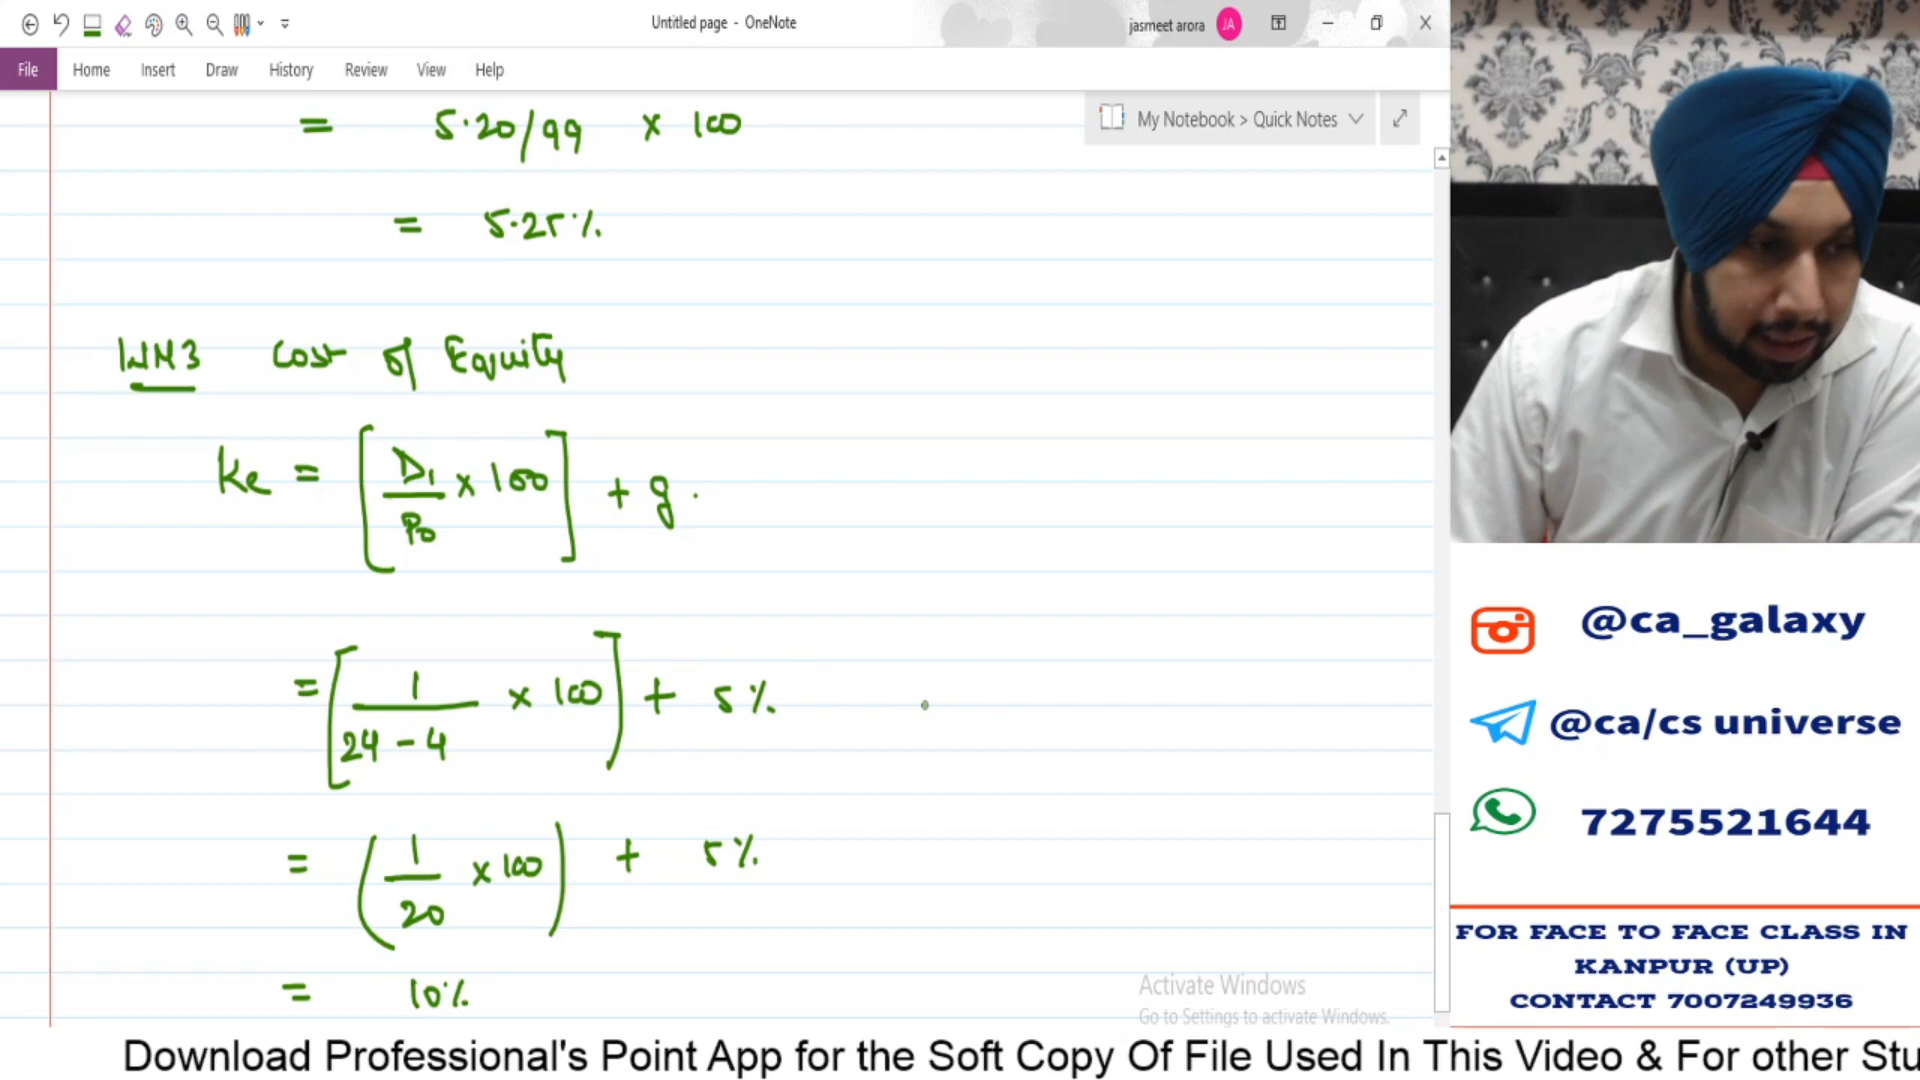 Untitled page - OneNote
jasmeet arora JA
File Home Insert Draw History Review View Help
My Notebook > Quick Notes
= 5.20/99 x 100
= 5.25%
WN3 Cost of Equity
Ke = [D1/P0 x 100] + g.
= [1/24-4 x 100] + 5%
= (1/20 x 100) + 5%
= 10%
Activate Windows
Go to Settings to activate Windows.
@ca_galaxy
@ca/cs universe
7275521644
FOR FACE TO FACE CLASS IN
KANPUR (UP)
CONTACT 7007249936
Download Professional's Point App for the Soft Copy Of File Used In This Video & For other Stu